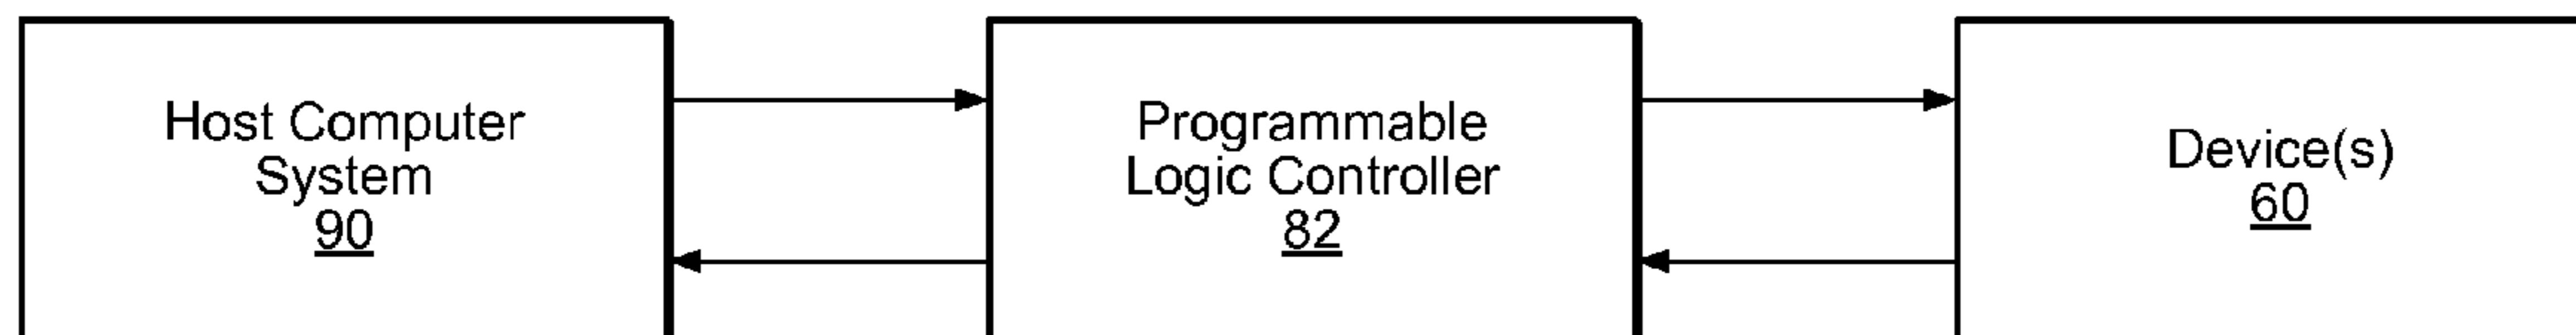 Host Computer
System
90
Programmable
Logic Controller
82
Device(s)
60